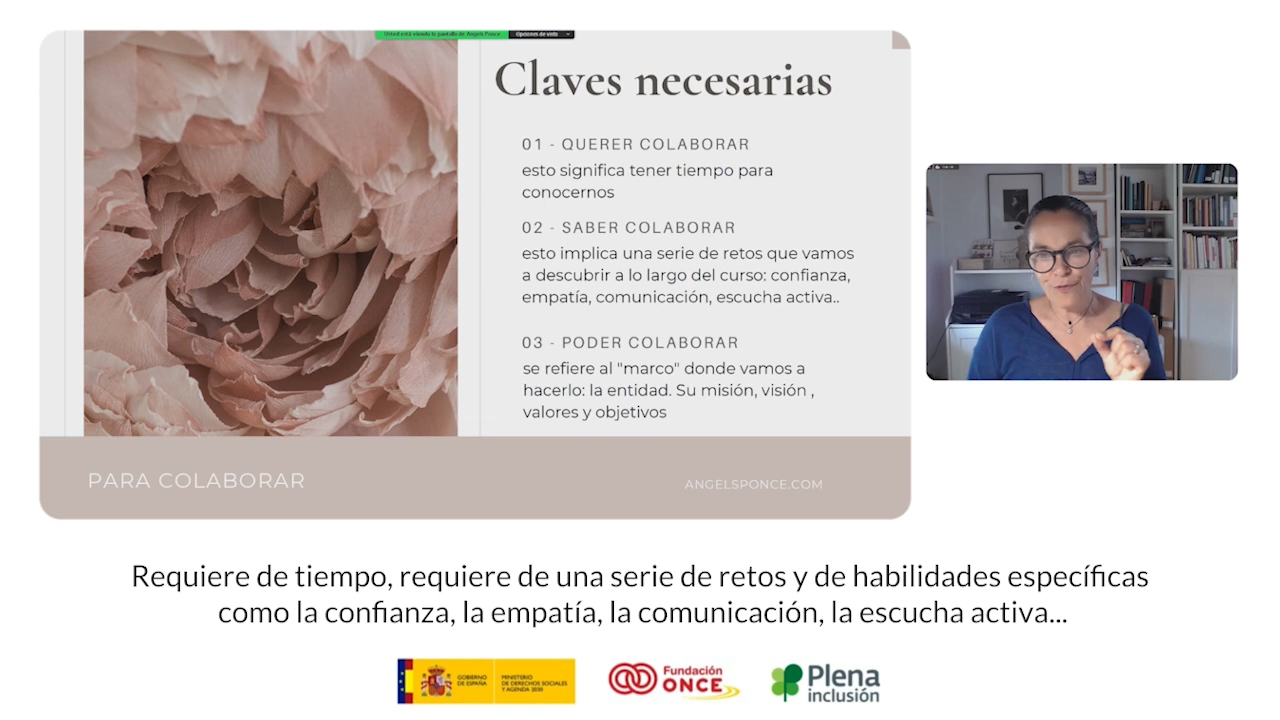 Usted está viendo la pantalla de Angels Ponce
Opciones de vista
Claves necesarias
01 - QUERER COLABORAR
esto significa tener tiempo para
conocernos
02 - SABER COLABORAR
esto implica una serie de retos que vamos
a descubrir a lo largo del curso: confianza,
empatía, comunicación, escucha activa..
03 - PODER COLABORAR
se refiere al "marco" donde vamos a
hacerlo: la entidad. Su misión, visión ,
valores y objetivos
PARA COLABORAR
ANGELSPONCE.COM
Requiere de tiempo, requiere de una serie de retos y de habilidades específicas
como la confianza, la empatía, la comunicación, la escucha activa...
GOBIERNO
DE ESPAÑA
MINISTERIO
DE DERECHOS SOCIALES
Y AGENDA 2030
Fundación
ONCE
Plena
inclusión